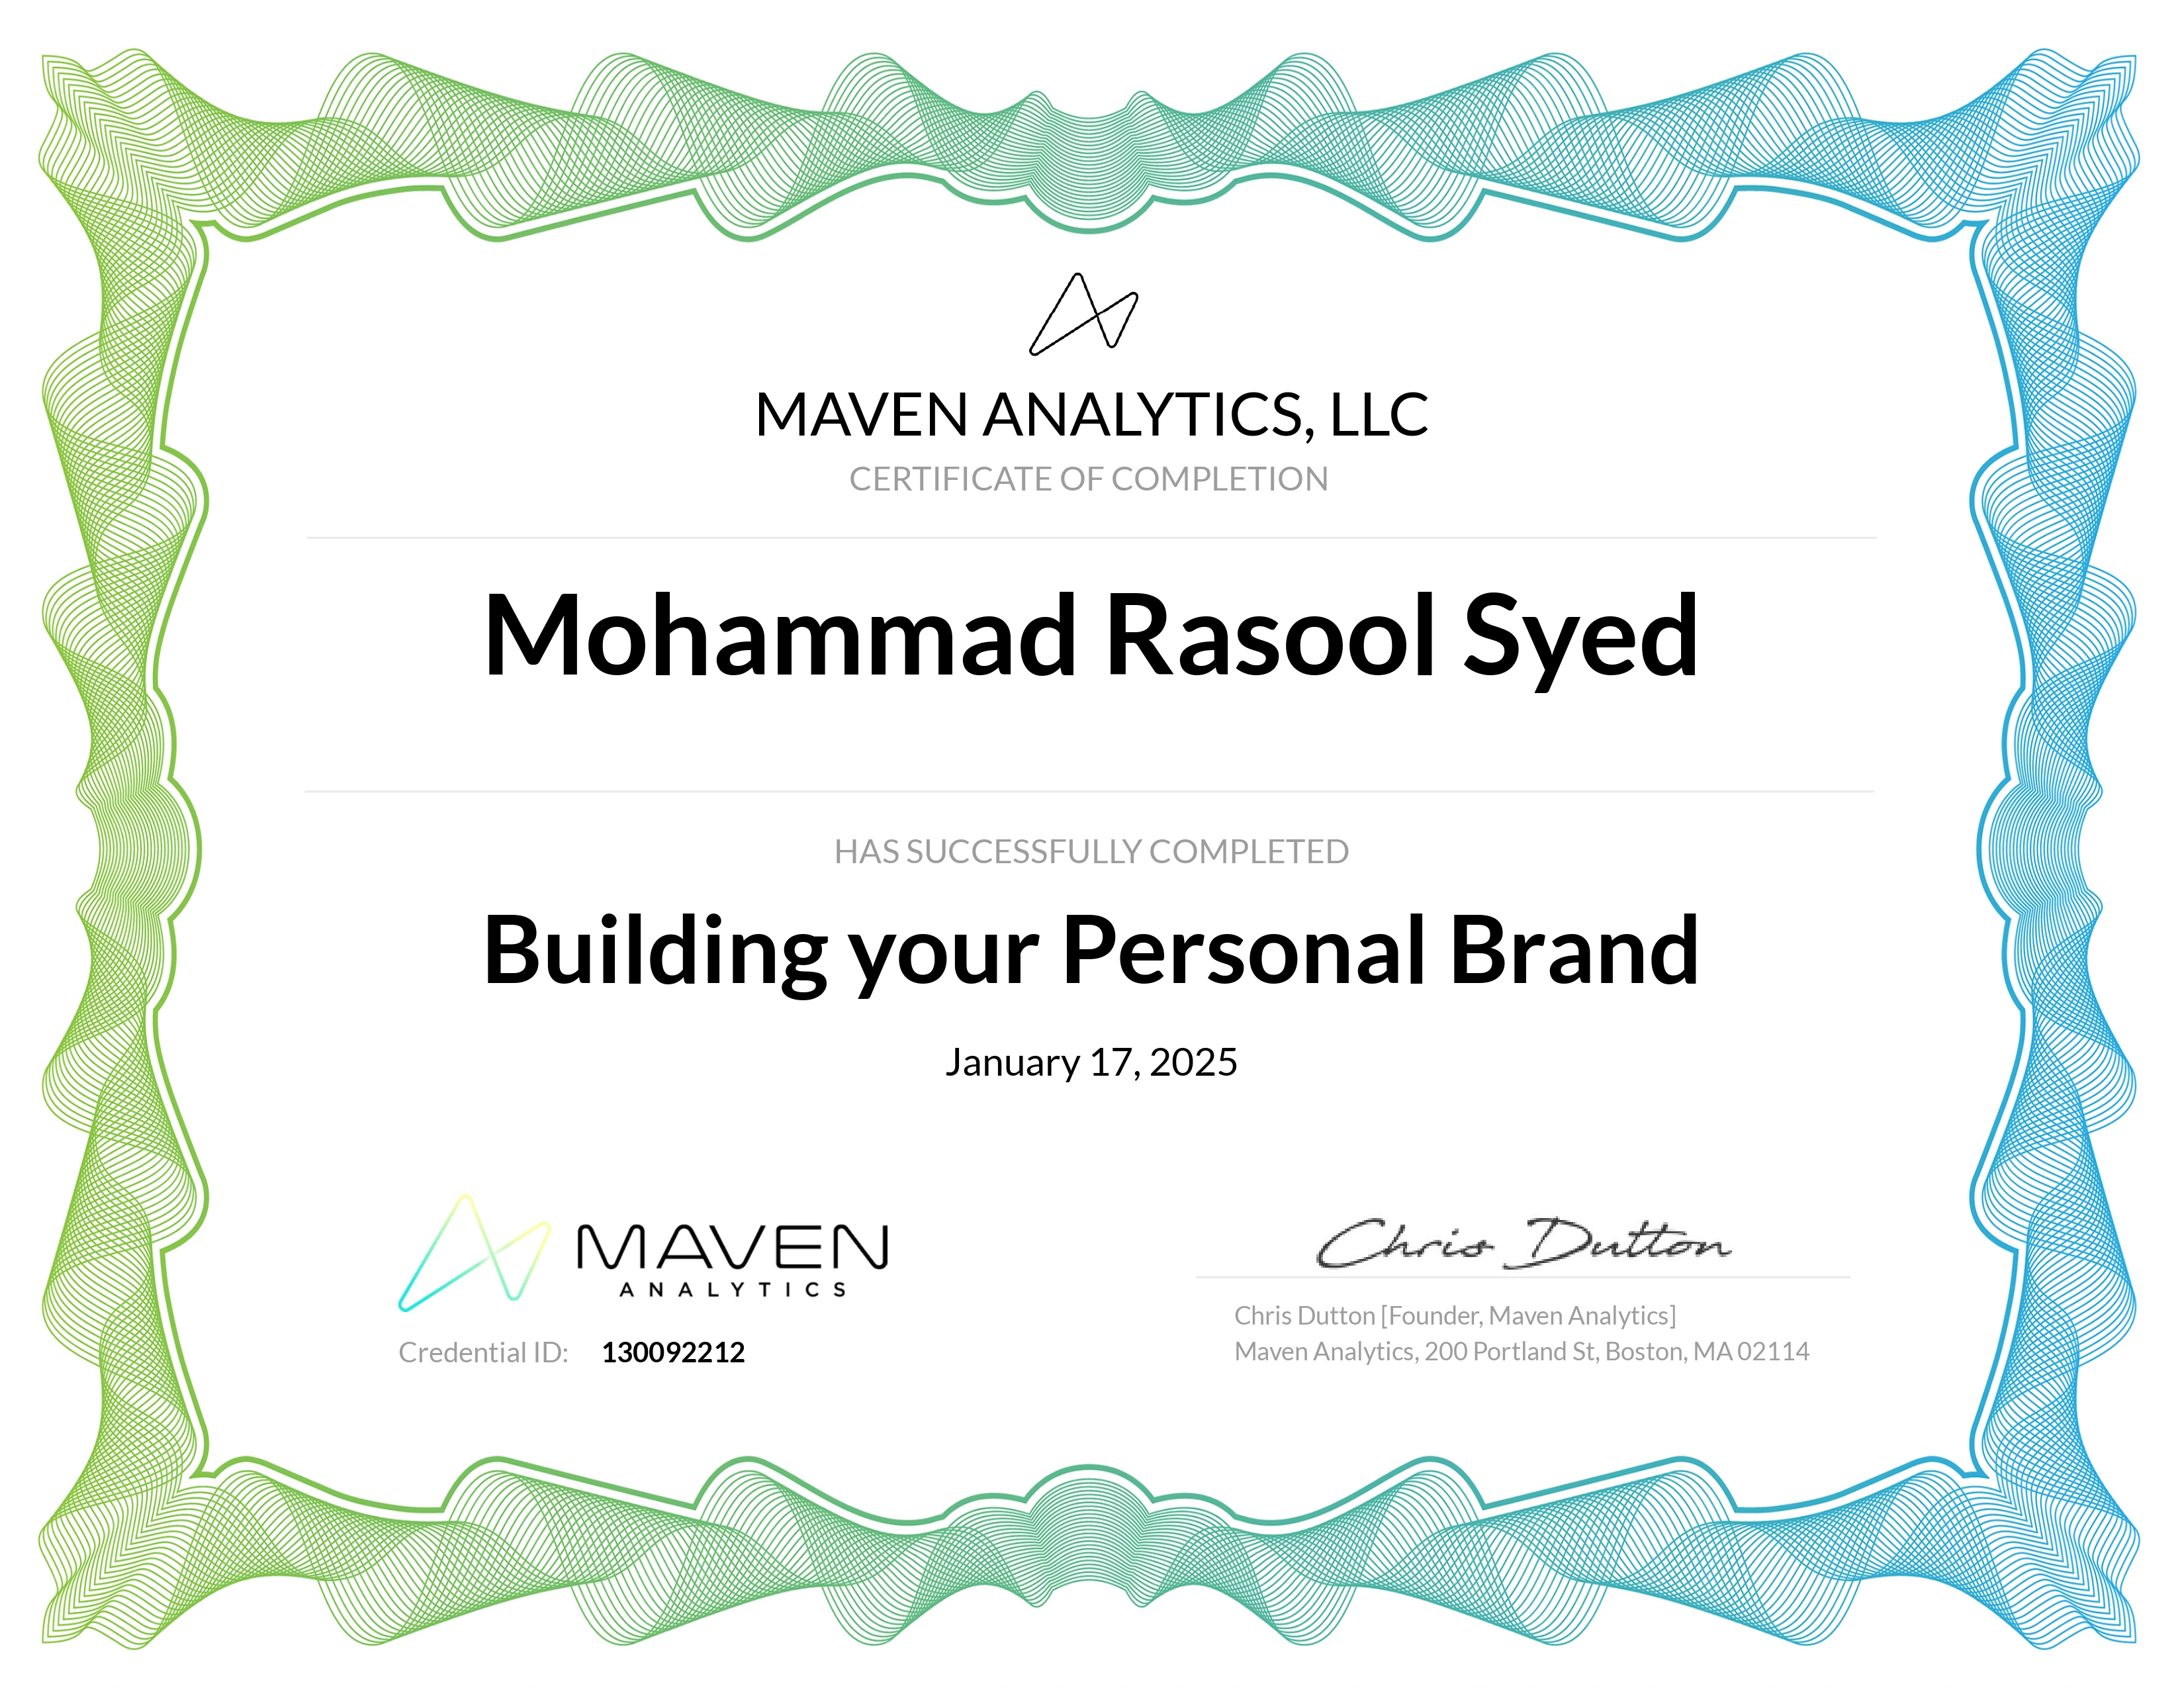 MAVEN ANALYTICS, LLC
CERTIFICATE OF COMPLETION
Mohammad Rasool Syed
HAS SUCCESSFULLY COMPLETED
Building your Personal Brand
January 17, 2025
MAVEN
ANALYTICS
Credential ID: 130092212
Chris Dutton
Chris Dutton [Founder, Maven Analytics]
Maven Analytics, 200 Portland St, Boston, MA 02114